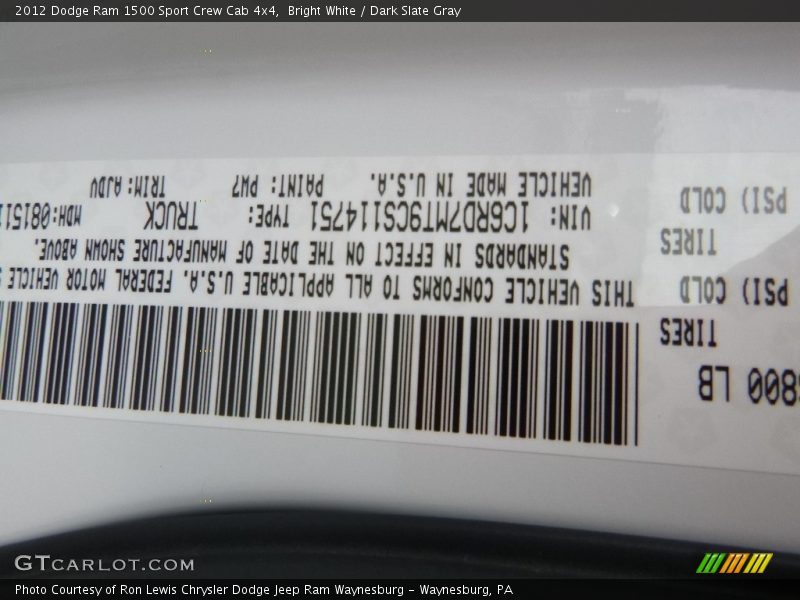 2012 Dodge Ram 1500 Sport Crew Cab 4x4, Bright White / Dark Slate Gray
800 LB
TIRES
PSI) COLD
TIRES
PSI) COLD
THIS VEHICLE CONFORMS TO ALL APPLICABLE U.S.A. FEDERAL MOTOR VEHICLE
STANDARDS IN EFFECT ON THE DATE OF MANUFACTURE SHOWN ABOVE.
VIN: 1C6RD7MT9CS114751 TYPE: TRUCK MDH:081511
VEHICLE MADE IN U.S.A. PAINT: PW7 TRIM: AJDV
GTCARLOT.COM
Photo Courtesy of Ron Lewis Chrysler Dodge Jeep Ram Waynesburg - Waynesburg, PA